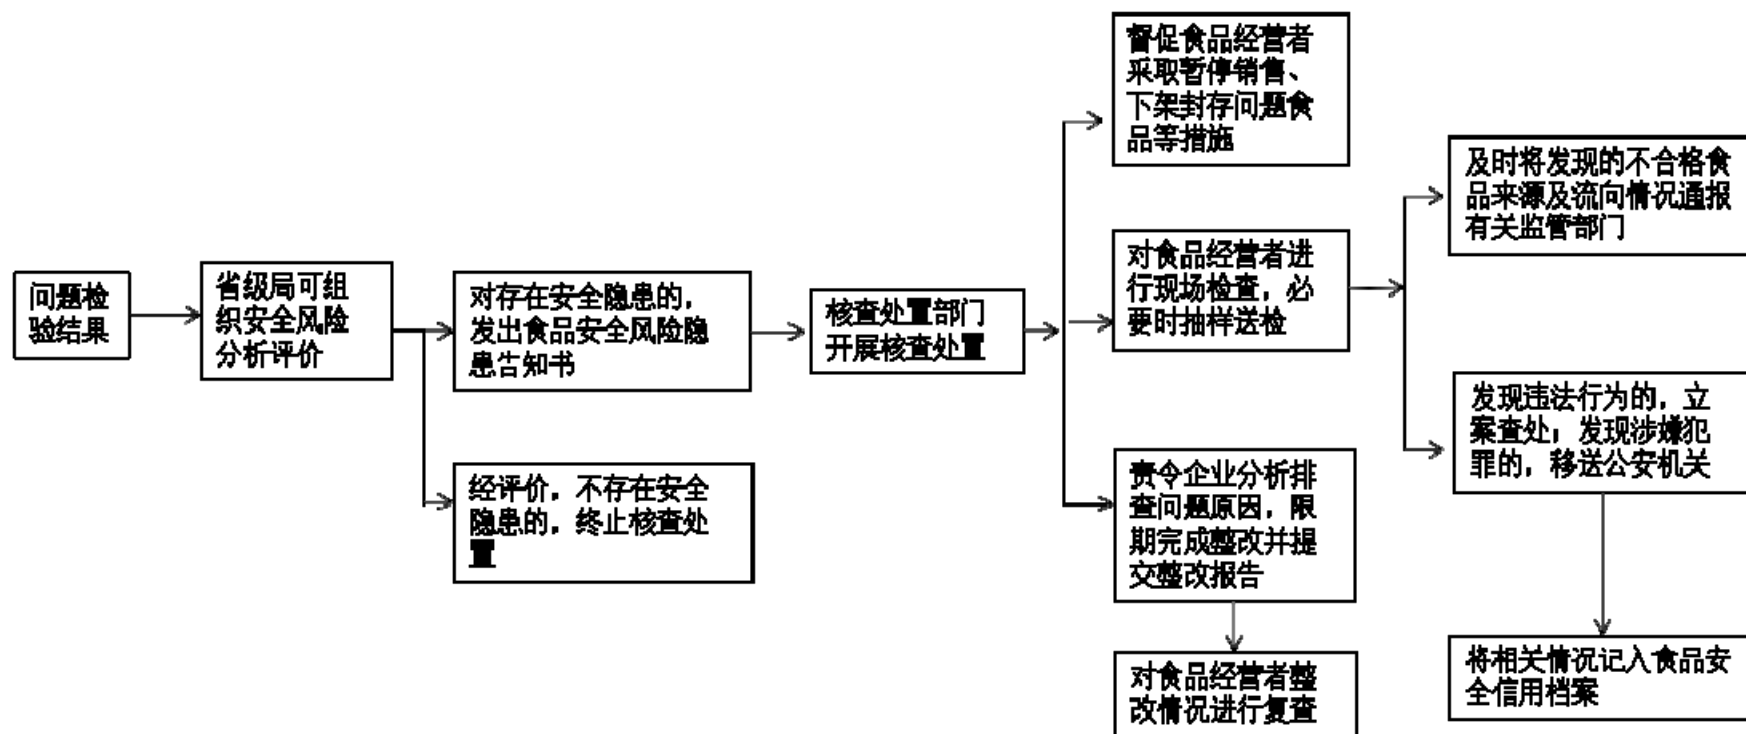 问题检
验结果
省级局可组
织安全风险
分析评价
对存在安全隐患的，
发出食品安全风险隐
患告知书
经评价，不存在安全
隐患的，终止核查处
置
核查处置部门
开展核查处置
督促食品经营者
采取暂停销售、
下架封存问题食
品等措施
对食品经营者进
行现场检查，必
要时抽样送检
责令企业分析排
查问题原因，限
期完成整改并提
交整改报告
对食品经营者整
改情况进行复查
及时将发现的不合格食
品来源及流向情况通报
有关监管部门
发现违法行为的，立
案查处；发现涉嫌犯
罪的，移送公安机关
将相关情况记入食品安
全信用档案